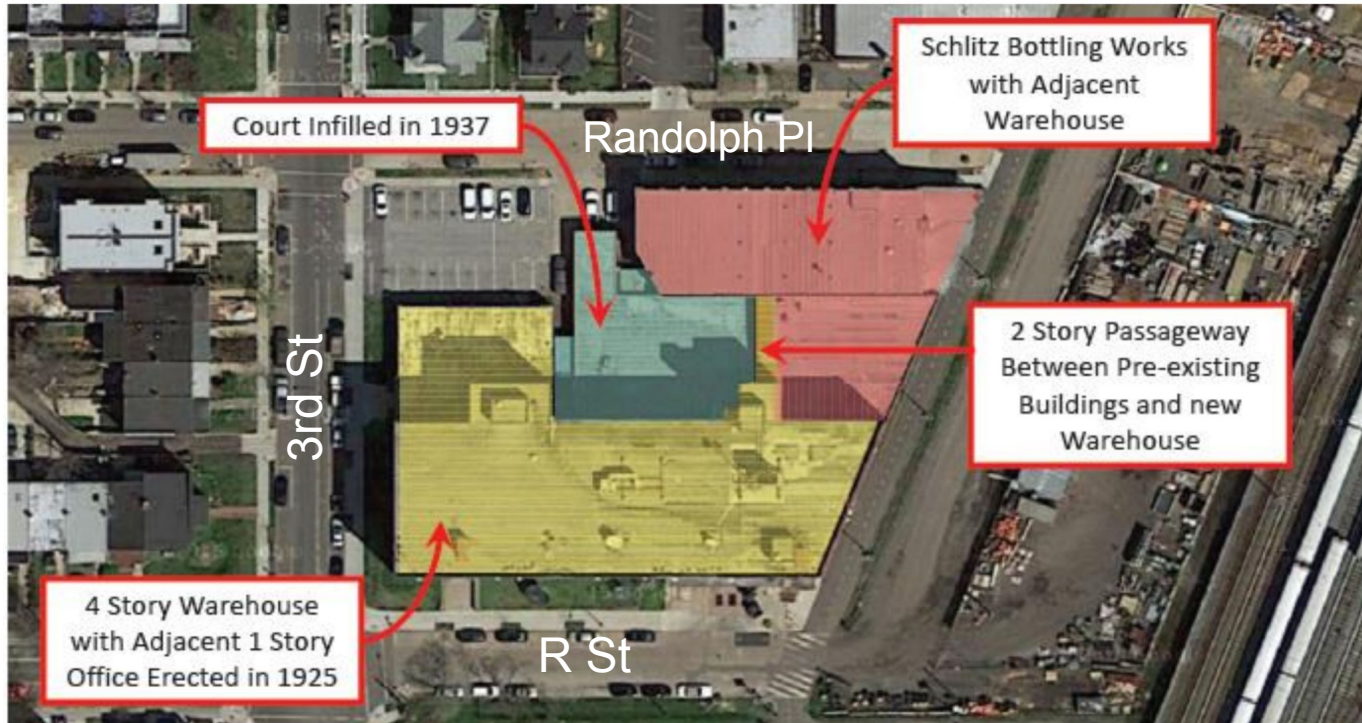 Schlitz Bottling Works
with Adjacent
Warehouse
Court Infilled in 1937
Randolph Pl
2 Story Passageway
Between Pre-existing
Buildings and new
Warehouse
3rd St
4 Story Warehouse
with Adjacent 1 Story
Office Erected in 1925
R St